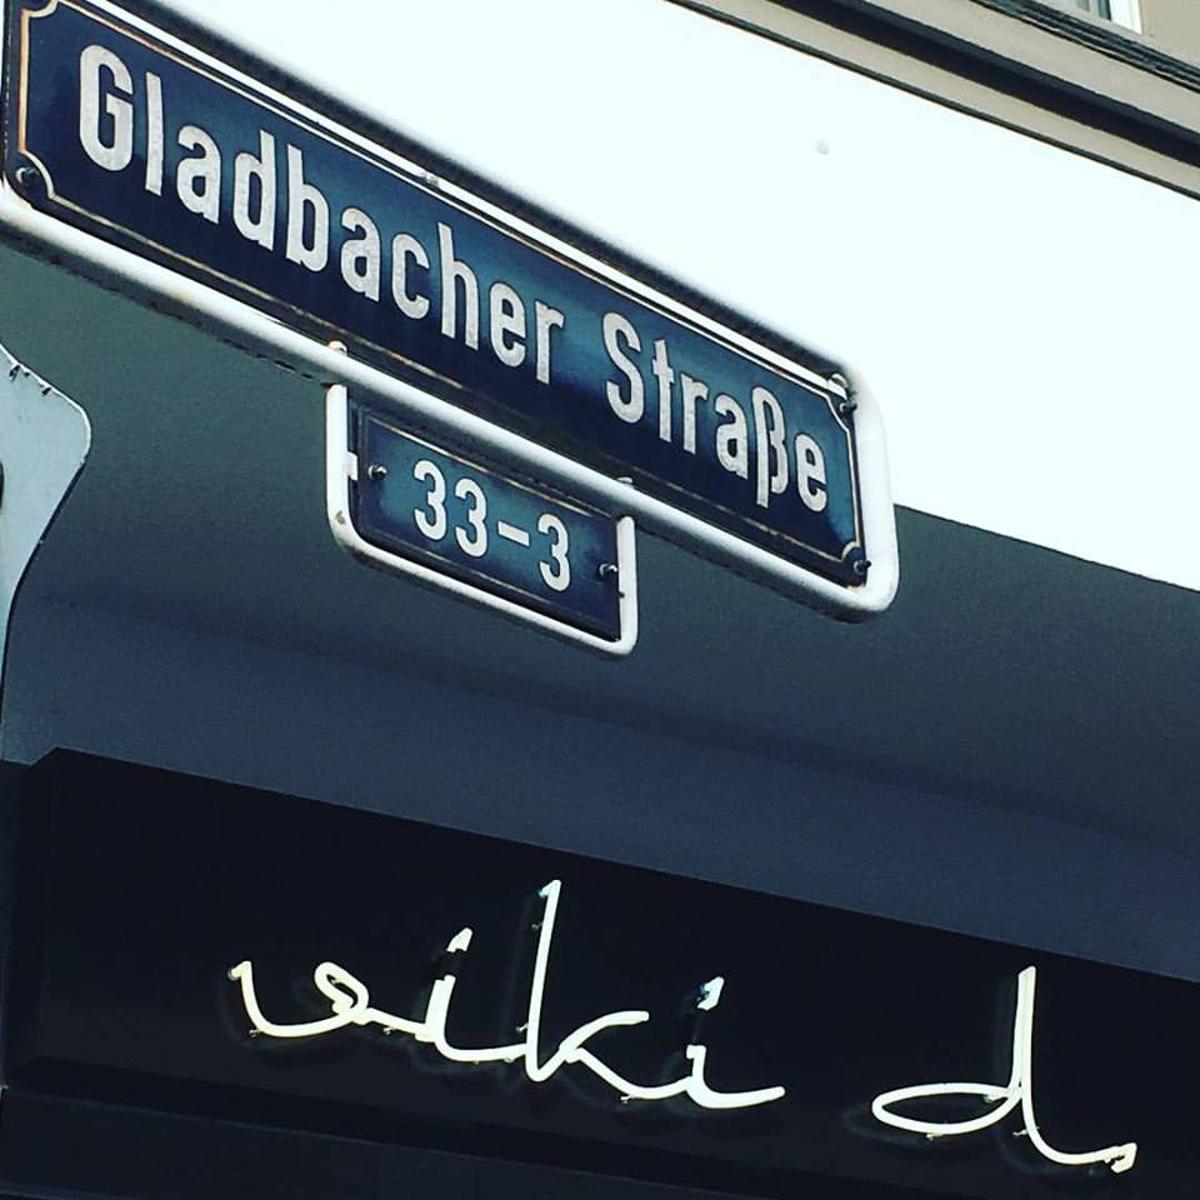 Gladbacher Straße
33-3
viki d.